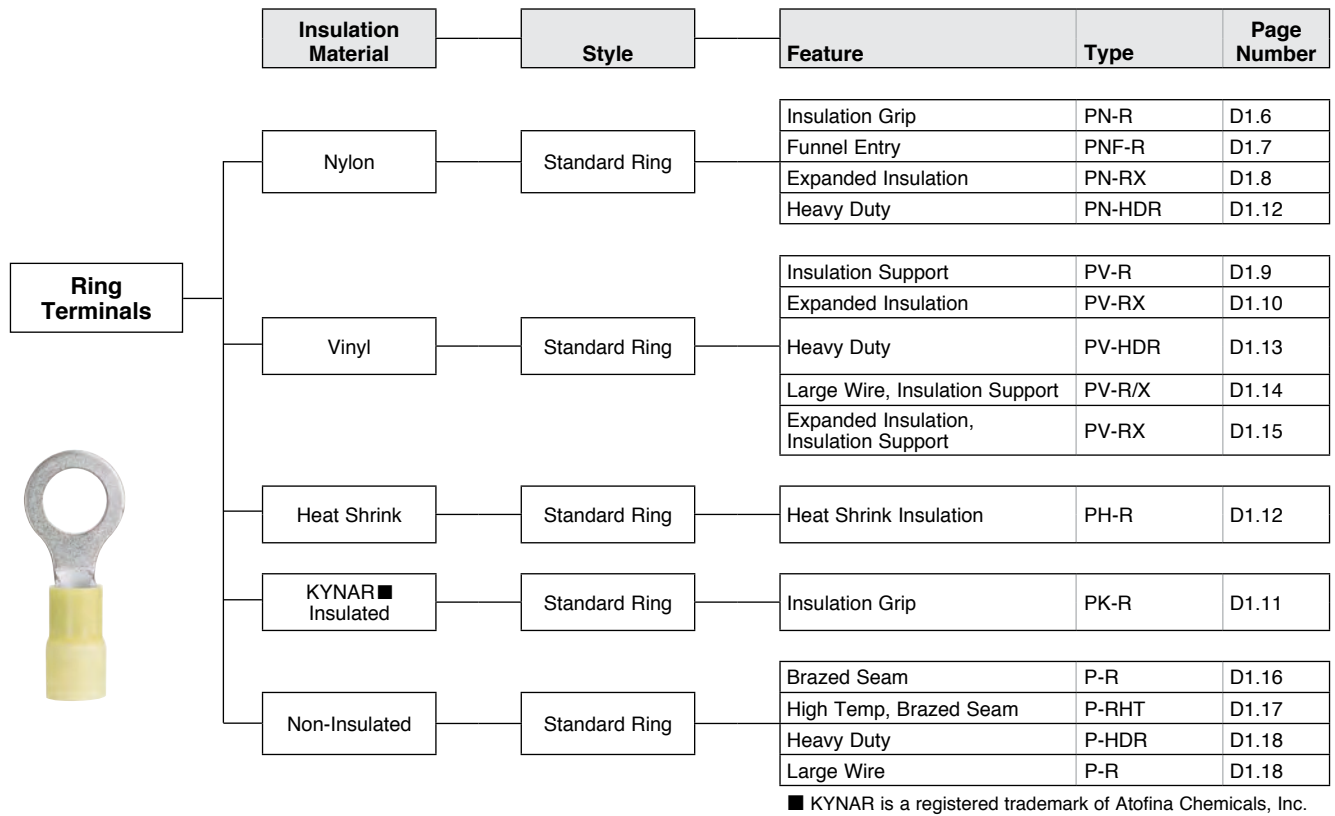 Insulation Material Style Feature Type Page Number
Ring Terminals
Nylon Standard Ring
Insulation Grip PN-R D1.6
Funnel Entry PNF-R D1.7
Expanded Insulation PN-RX D1.8
Heavy Duty PN-HDR D1.12
Vinyl Standard Ring
Insulation Support PV-R D1.9
Expanded Insulation PV-RX D1.10
Heavy Duty PV-HDR D1.13
Large Wire, Insulation Support PV-R/X D1.14
Expanded Insulation,
Insulation Support PV-RX D1.15
Heat Shrink Standard Ring Heat Shrink Insulation PH-R D1.12
KYNAR■
Insulated Standard Ring Insulation Grip PK-R D1.11
Non-Insulated Standard Ring
Brazed Seam P-R D1.16
High Temp, Brazed Seam P-RHT D1.17
Heavy Duty P-HDR D1.18
Large Wire P-R D1.18
■ KYNAR is a registered trademark of Atofina Chemicals, Inc.